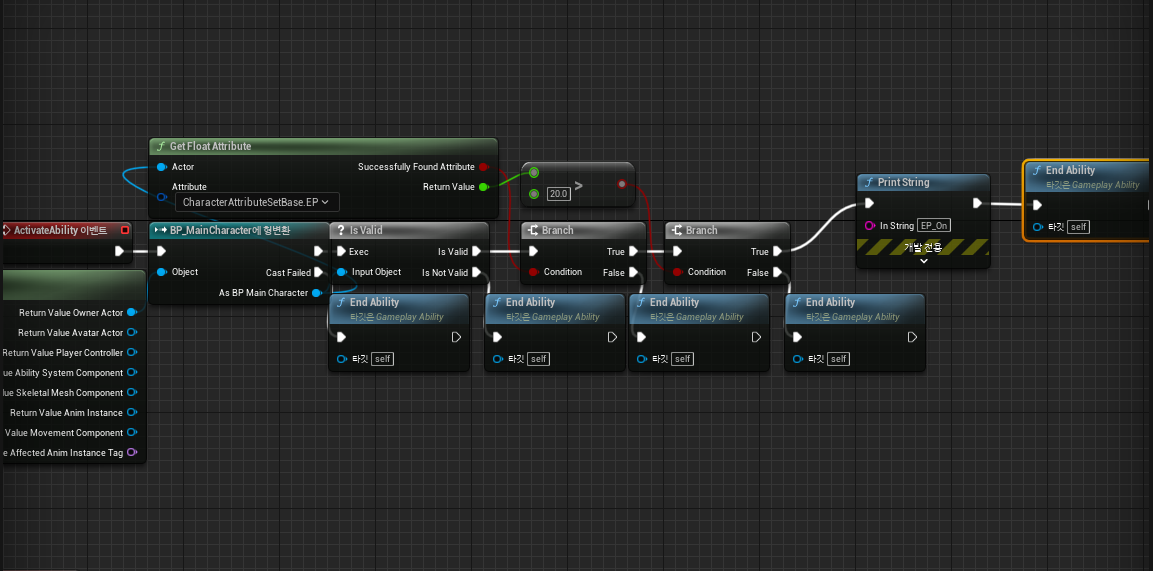 Get Float Attribute
Actor
Successfully Found Attribute
Attribute
Return Value
CharacterAttributeSetBase.EP
20.0
>
ActivateAbility 이벤트
BP_MainCharacter에 형변환
Object
Cast Failed
As BP Main Character
? Is Valid
Exec
Is Valid
Input Object
Is Not Valid
Branch
True
Condition
False
Branch
True
Condition
False
Print String
In String
EP_On
개발 전용
End Ability
타깃은 Gameplay Ability
타깃
self
End Ability
타깃은 Gameplay Ability
타깃
self
End Ability
타깃은 Gameplay Ability
타깃
self
End Ability
타깃은 Gameplay Ability
타깃
self
End Ability
타깃은 Gameplay Ability
타깃
self
Return Value Owner Actor
Return Value Avatar Actor
Return Value Player Controller
ue Ability System Component
lue Skeletal Mesh Component
Return Value Anim Instance
Value Movement Component
e Affected Anim Instance Tag